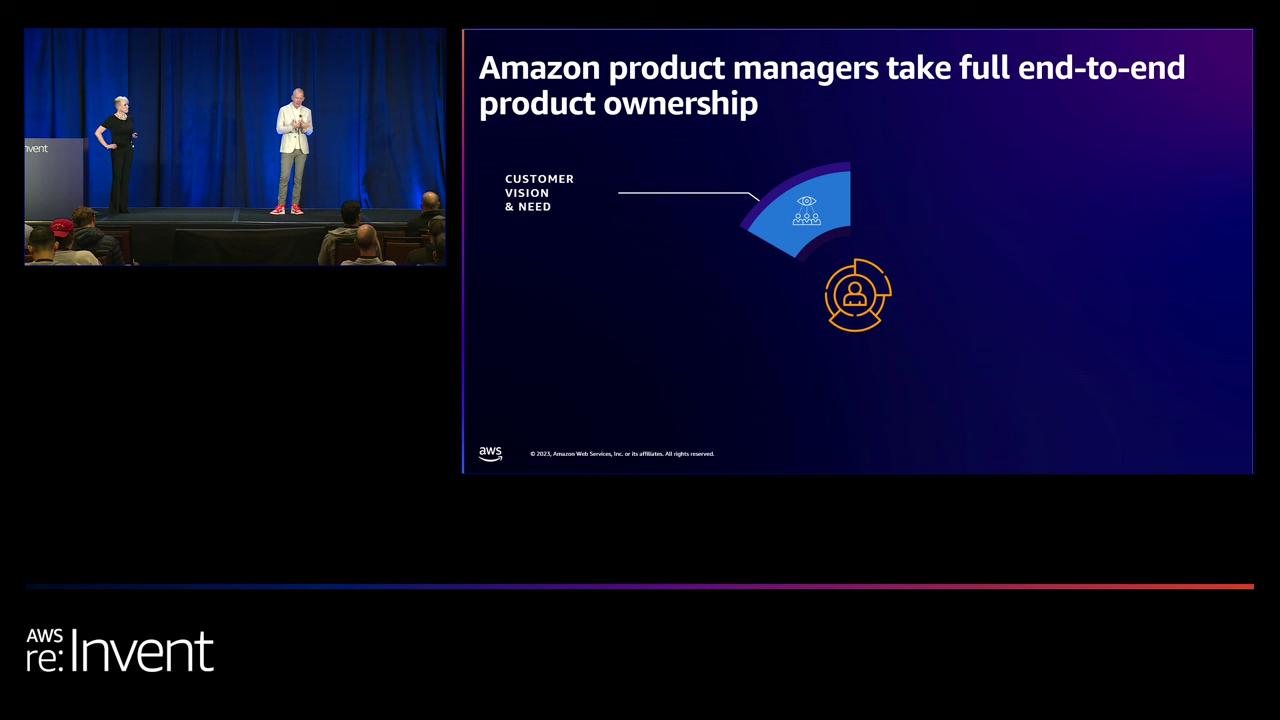 nvent
Amazon product managers take full end-to-end
product ownership
CUSTOMER
VISION
& NEED
aws
© 2023, Amazon Web Services, Inc. or its affiliates. All rights reserved.
AWS
re:Invent